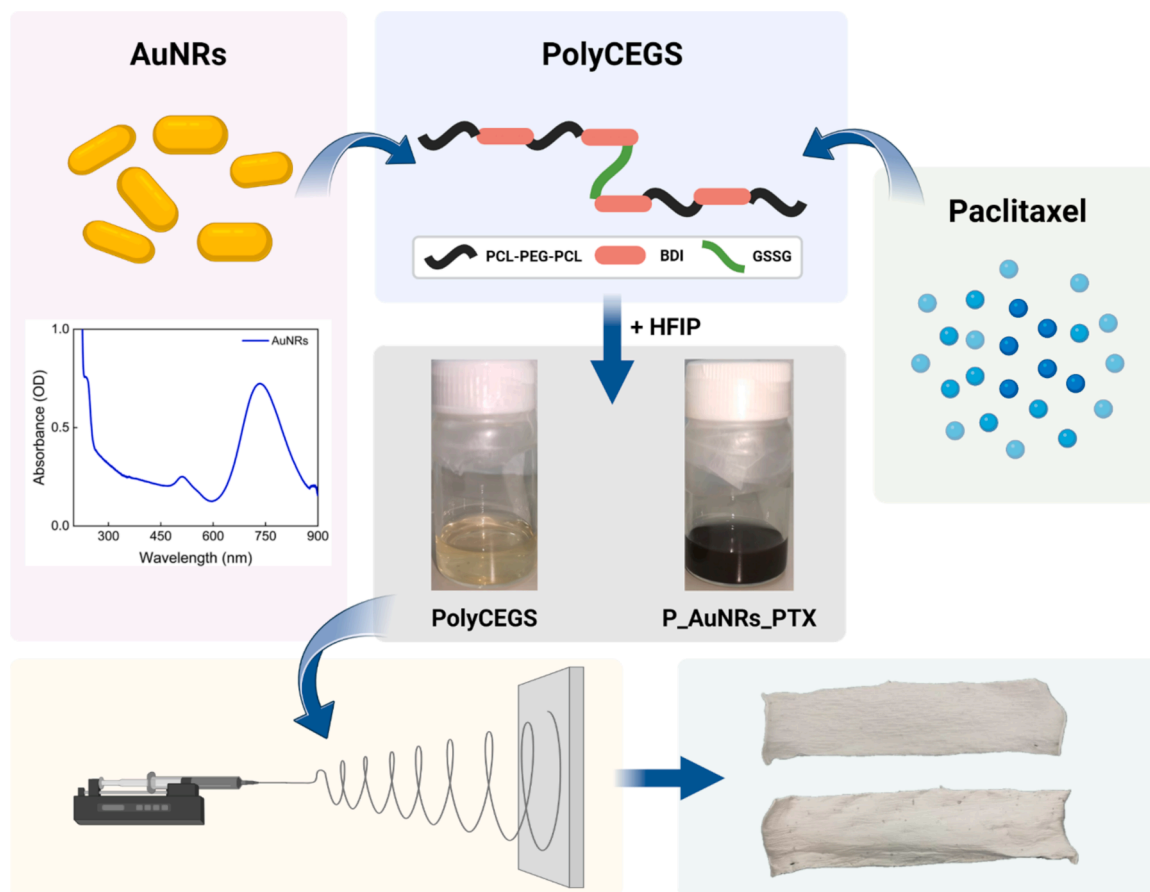 AuNRs
PolyCEGS
Paclitaxel
PCL-PEG-PCL
BDI
GSSG
+ HFIP
AuNRs
1.0
0.5
0.0
Absorbance (OD)
300
450
600
750
900
Wavelength (nm)
PolyCEGS
P_AuNRs_PTX